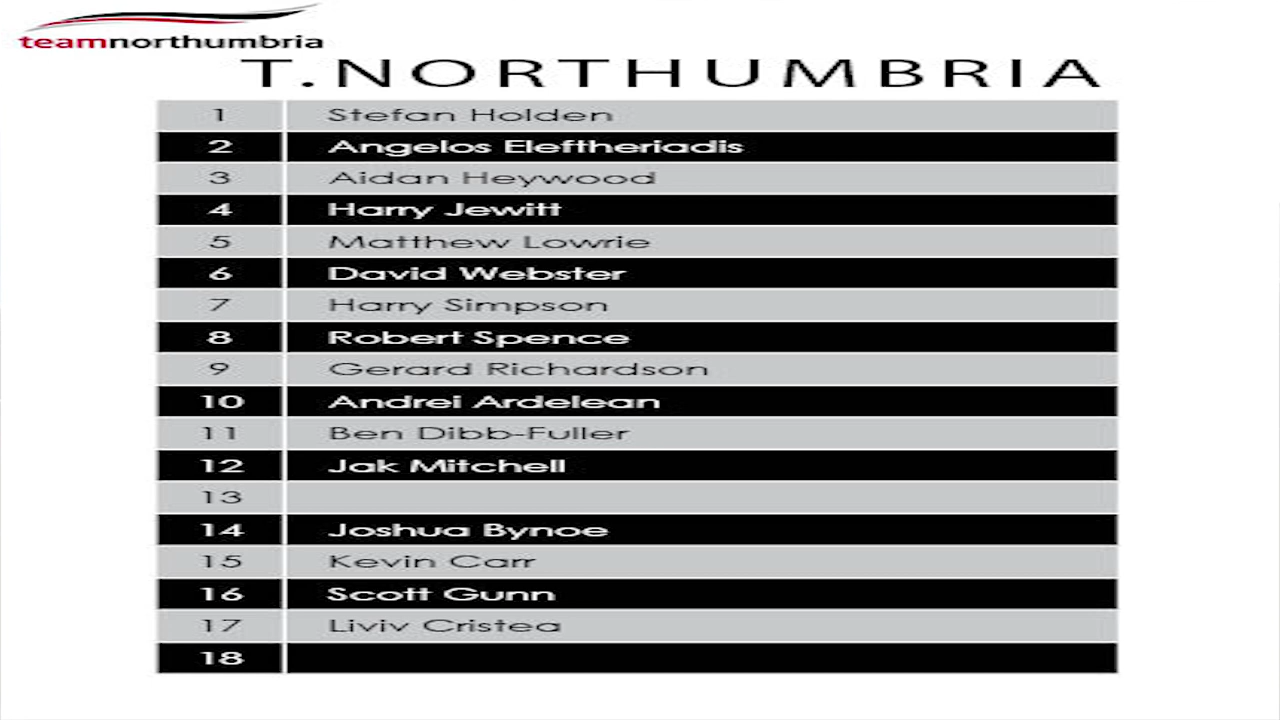 teamnorthumbria
T.NORTHUMBRIA
1 Stefan Holden
2 Angelos Eleftheriadis
3 Aidan Heywood
4 Harry Jewitt
5 Matthew Lowrie
6 David Webster
7 Harry Simpson
8 Robert Spence
9 Gerard Richardson
10 Andrei Ardelean
11 Ben Dibb-Fuller
12 Jak Mitchell
13
14 Joshua Bynoe
15 Kevin Carr
16 Scott Gunn
17 Liviv Cristea
18